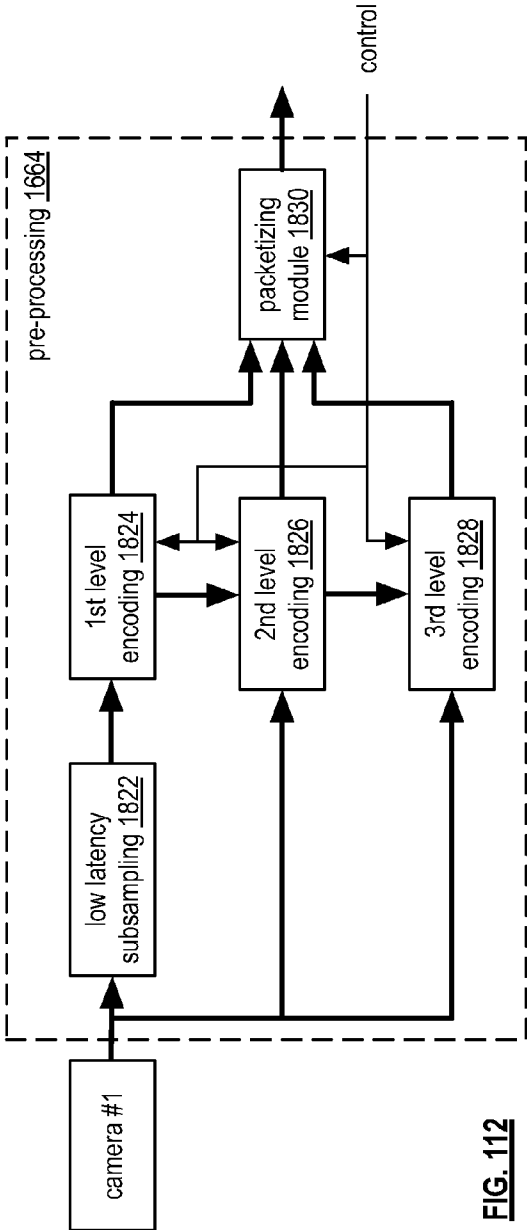 pre-processing 1664
camera #1
low latency
subsampling 1822
1st level
encoding 1824
2nd level
encoding 1826
3rd level
encoding 1828
packetizing
module 1830
control
FIG. 112